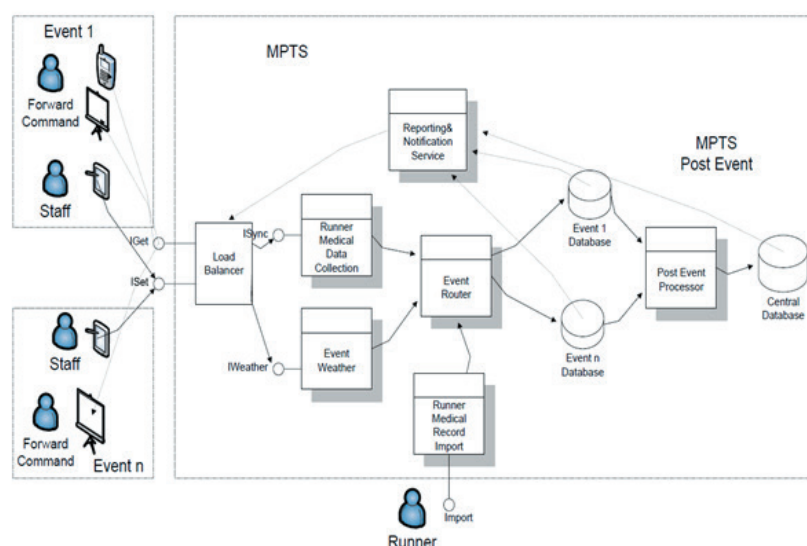 Event 1
Forward
Command
Staff
Staff
Forward
Command
Event n
MPTS
MPTS
Post Event
Reporting&
Notification
Service
IGet
ISet
Load
Balancer
ISync
Runner
Medical
Data
Collection
IWeather
Event
Weather
Event
Router
Event 1
Database
Event n
Database
Post Event
Processor
Central
Database
Runner
Medical
Record
Import
Import
Runner